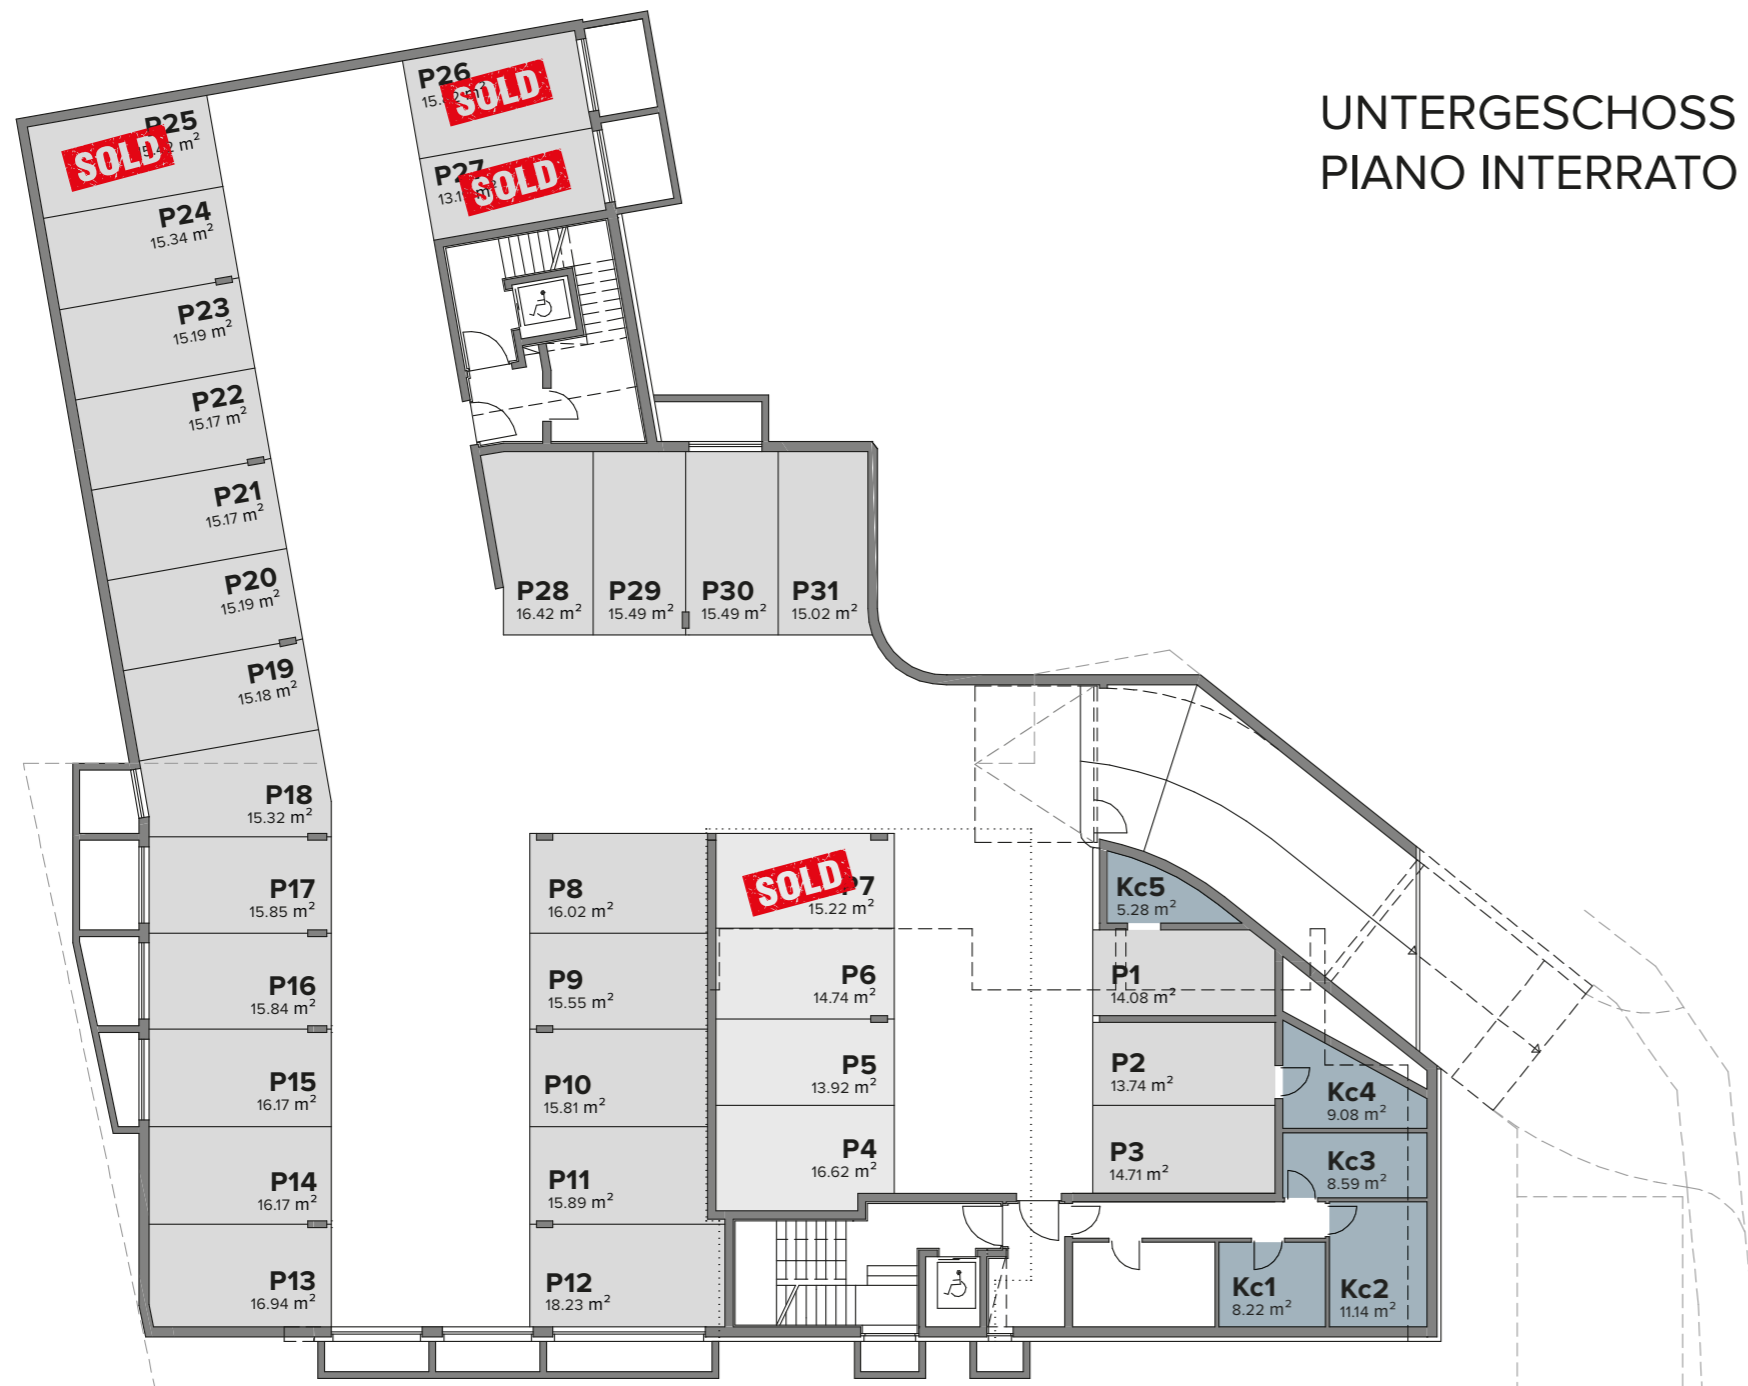 UNTERGESCHOSS
PIANO INTERRATO
P26
SOLD
P25
SOLD
P27
SOLD
P24
15.34 m²
P23
15.19 m²
P22
15.17 m²
P21
15.17 m²
P20
15.19 m²
P19
15.18 m²
P28
16.42 m²
P29
15.49 m²
P30
15.49 m²
P31
15.02 m²
P18
15.32 m²
P17
15.85 m²
P16
15.84 m²
P15
16.17 m²
P14
16.17 m²
P13
16.94 m²
P8
16.02 m²
P9
15.55 m²
P10
15.81 m²
P11
15.89 m²
P12
18.23 m²
SOLD
P7
15.22 m²
P6
14.74 m²
P5
13.92 m²
P4
16.62 m²
Kc5
5.28 m²
P1
14.08 m²
P2
13.74 m²
P3
14.71 m²
Kc4
9.08 m²
Kc3
8.59 m²
Kc1
8.22 m²
Kc2
11.14 m²